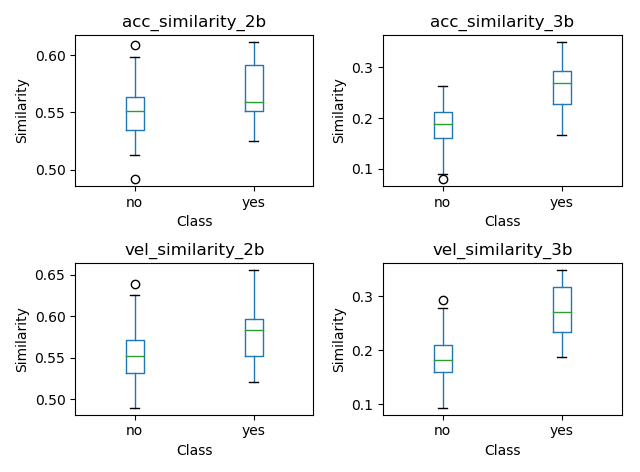 acc_similarity_2b
Similarity
0.60
0.55
0.50
no
yes
Class
acc_similarity_3b
Similarity
0.3
0.2
0.1
no
yes
Class
vel_similarity_2b
Similarity
0.65
0.60
0.55
0.50
no
yes
Class
vel_similarity_3b
Similarity
0.3
0.2
0.1
no
yes
Class